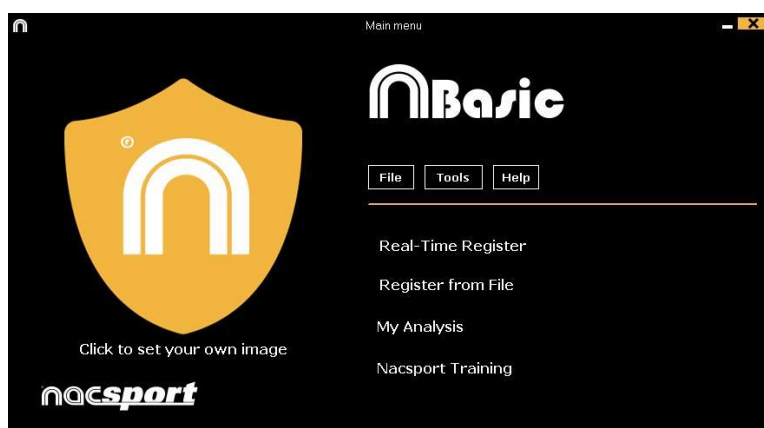 Main menu
nBasic
File Tools Help
Real-Time Register
Register from File
My Analysis
Nacsport Training
Click to set your own image
nacsport